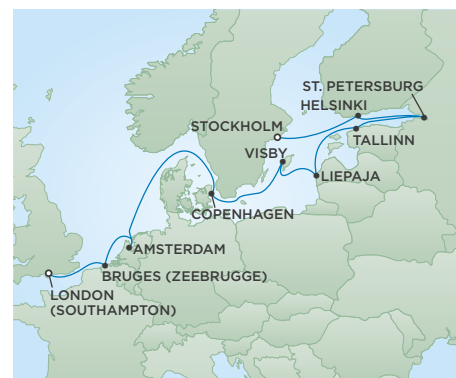 ST. PETERSBURG
HELSINKI
STOCKHOLM
TALLINN
VISBY
LIEPAJA
COPENHAGEN
AMSTERDAM
BRUGES (ZEEBRUGGE)
LONDON
(SOUTHAMPTON)